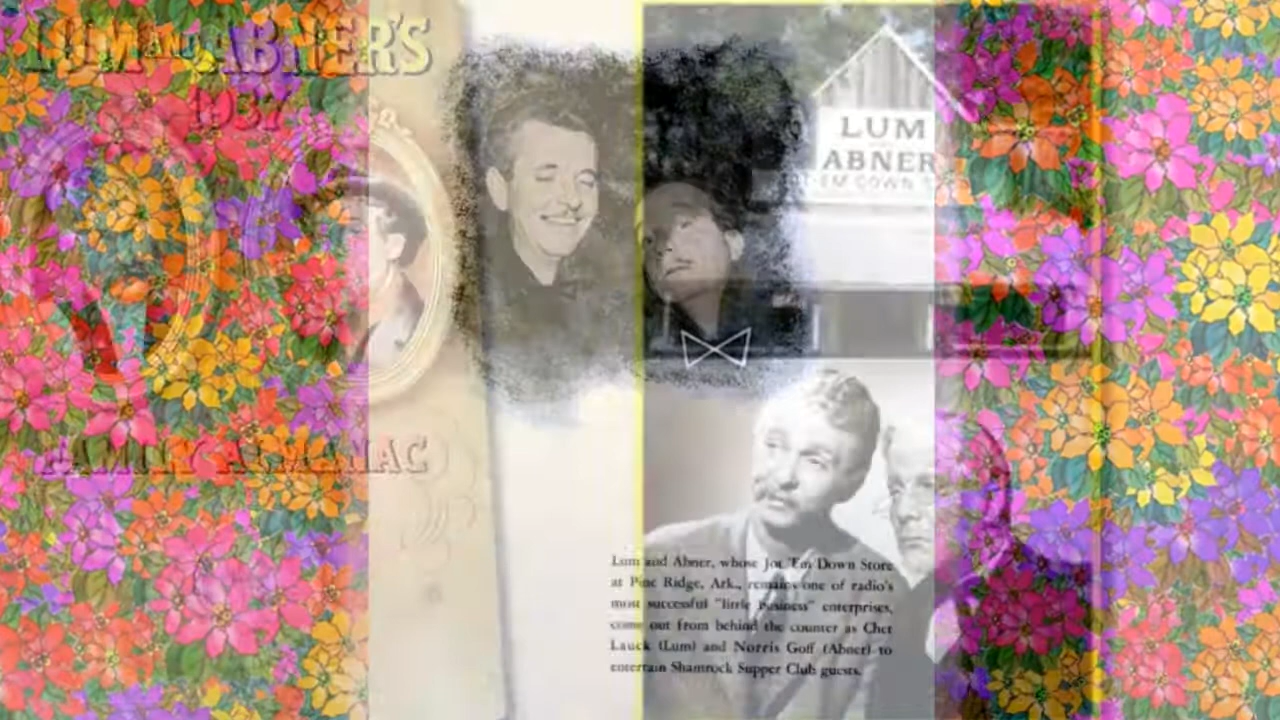 LUM AND ABNER'S
1937
FAMILY ALMANAC
LUM
ABNER
Lum and Abner, whose Jot 'Em Down Store
at Pine Ridge, Ark., remains one of radio's
most successful "little business" enterprises,
come out from behind the counter as Chet
Lauck (Lum) and Norris Goff (Abner) to
entertain Shamrock Supper Club guests.